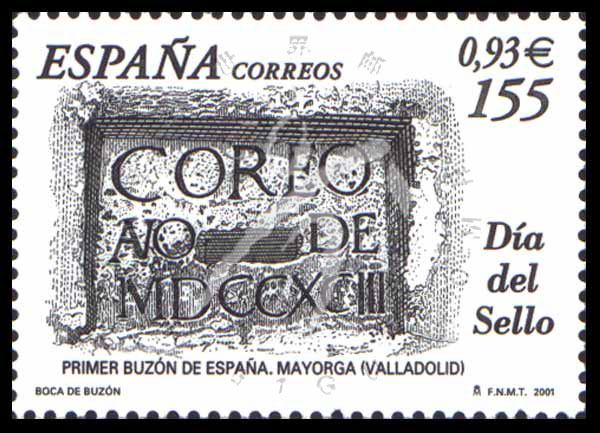 ESPAÑA CORREOS
0,93€
155
COREO
AÑO DE
MDCCXCIII
Día
del
Sello
PRIMER BUZÓN DE ESPAÑA. MAYORGA (VALLADOLID)
BOCA DE BUZÓN
F.N.M.T. 2001